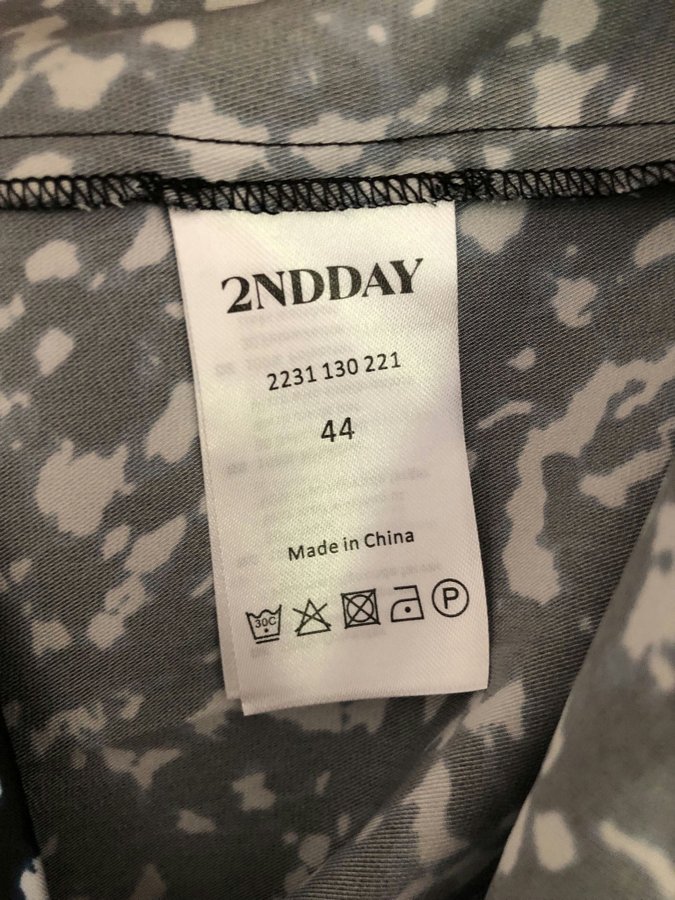 2NDDAY
2231 130 221
44
Made in China
30C P